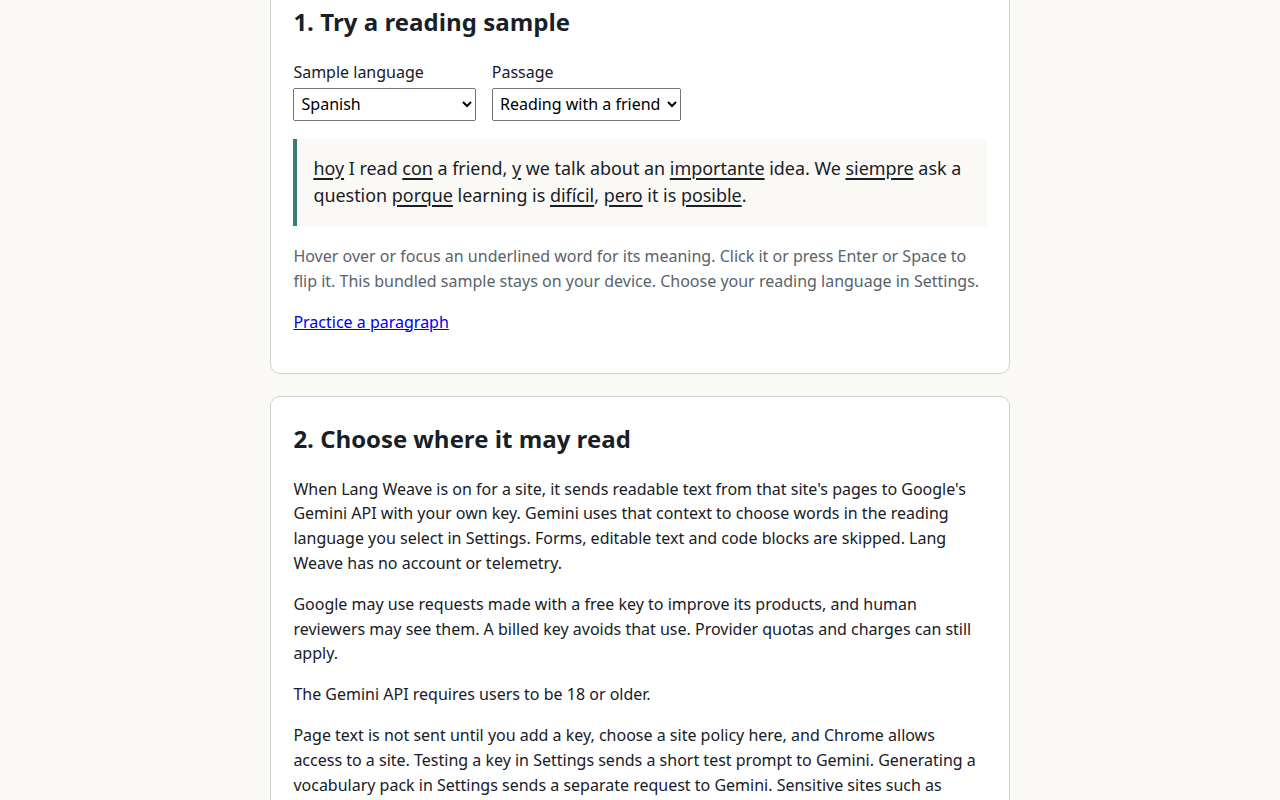 1. Try a reading sample
Sample language
Passage
Spanish
Reading with a friend
hoy I read con a friend, y we talk about an importante idea. We siempre ask a
question porque learning is difícil, pero it is posible.
Hover over or focus an underlined word for its meaning. Click it or press Enter or Space to
flip it. This bundled sample stays on your device. Choose your reading language in Settings.
Practice a paragraph
2. Choose where it may read
When Lang Weave is on for a site, it sends readable text from that site's pages to Google's
Gemini API with your own key. Gemini uses that context to choose words in the reading
language you select in Settings. Forms, editable text and code blocks are skipped. Lang
Weave has no account or telemetry.
Google may use requests made with a free key to improve its products, and human
reviewers may see them. A billed key avoids that use. Provider quotas and charges can still
apply.
The Gemini API requires users to be 18 or older.
Page text is not sent until you add a key, choose a site policy here, and Chrome allows
access to a site. Testing a key in Settings sends a short test prompt to Gemini. Generating a
vocabulary pack in Settings sends a separate request to Gemini. Sensitive sites such as